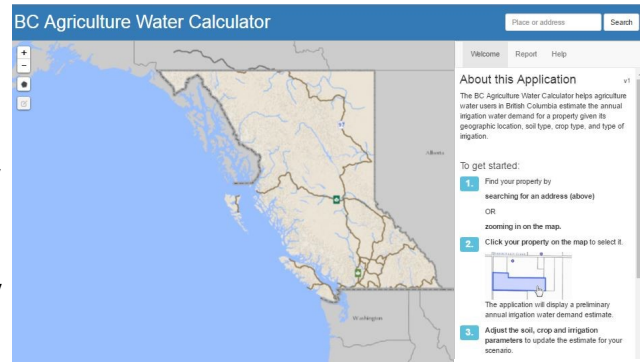 BC Agriculture Water Calculator
Place or address
Search
+
−
Welcome
Report
Help
About this Application
v1
The BC Agriculture Water Calculator helps agriculture
water users in British Columbia estimate the annual
irrigation water demand for a property given its
geographic location, soil type, crop type, and type of
irrigation.
To get started:
1.
Find your property by
searching for an address (above)
OR
zooming in on the map.
2.
Click your property on the map to select it.
The application will display a preliminary
annual irrigation water demand estimate.
3.
Adjust the soil, crop and irrigation
parameters to update the estimate for your
scenario.
Alberta
Washington